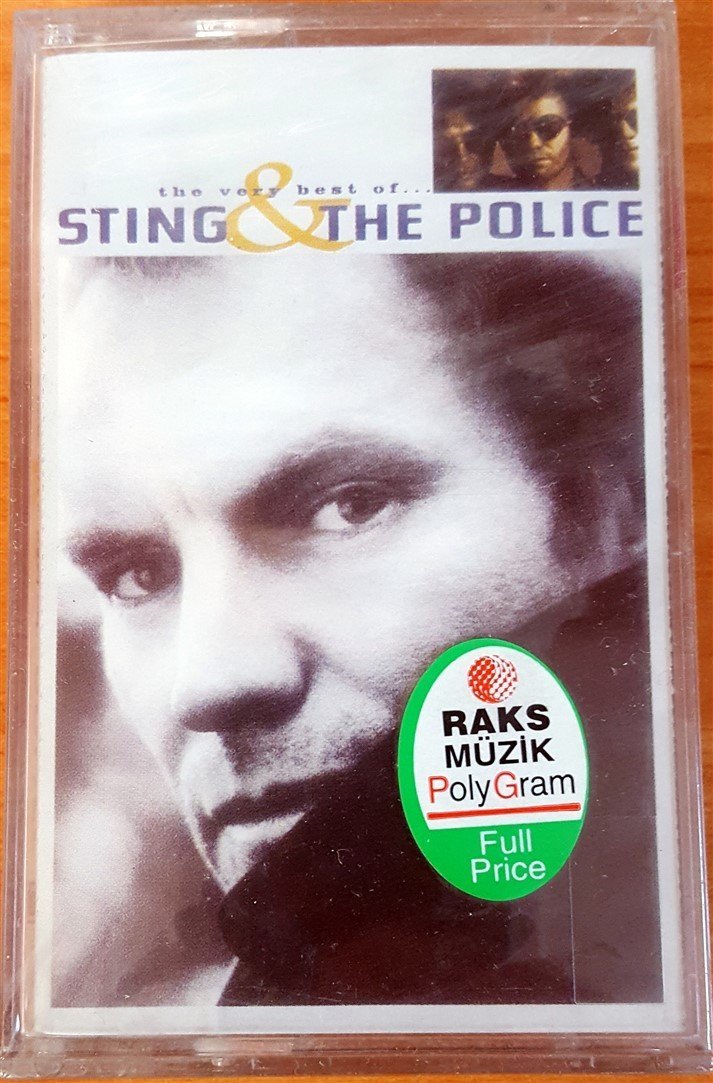 the very best of...
STING & THE POLICE
RAKS
MÜZİK
PolyGram
Full
Price